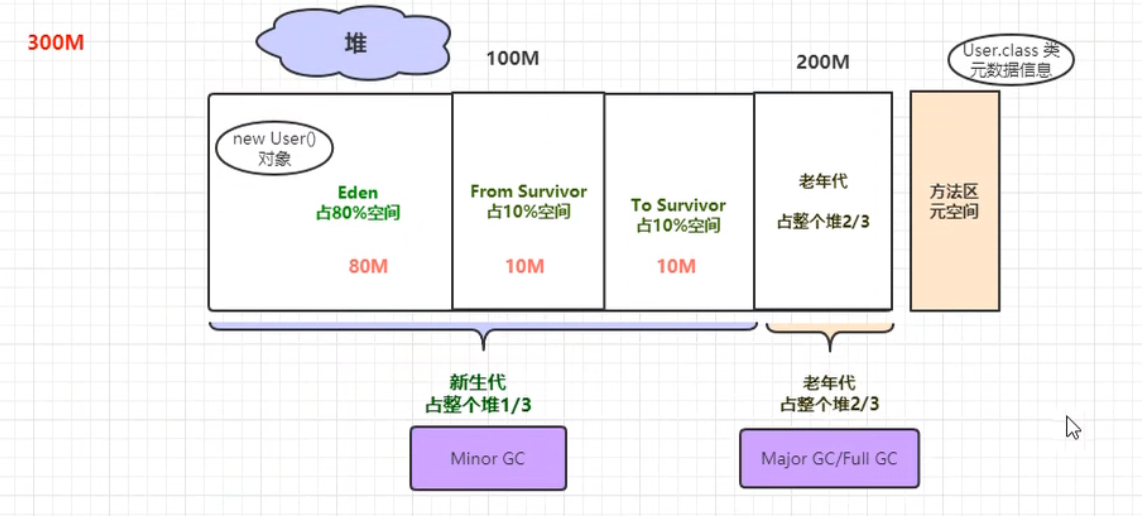 300M
堆
100M
200M
User.class 类
元数据信息
new User()
对象
Eden
占80%空间
80M
From Survivor
占10%空间
10M
To Survivor
占10%空间
10M
老年代
占整个堆2/3
方法区
元空间
新生代
占整个堆1/3
老年代
占整个堆2/3
Minor GC
Major GC/Full GC